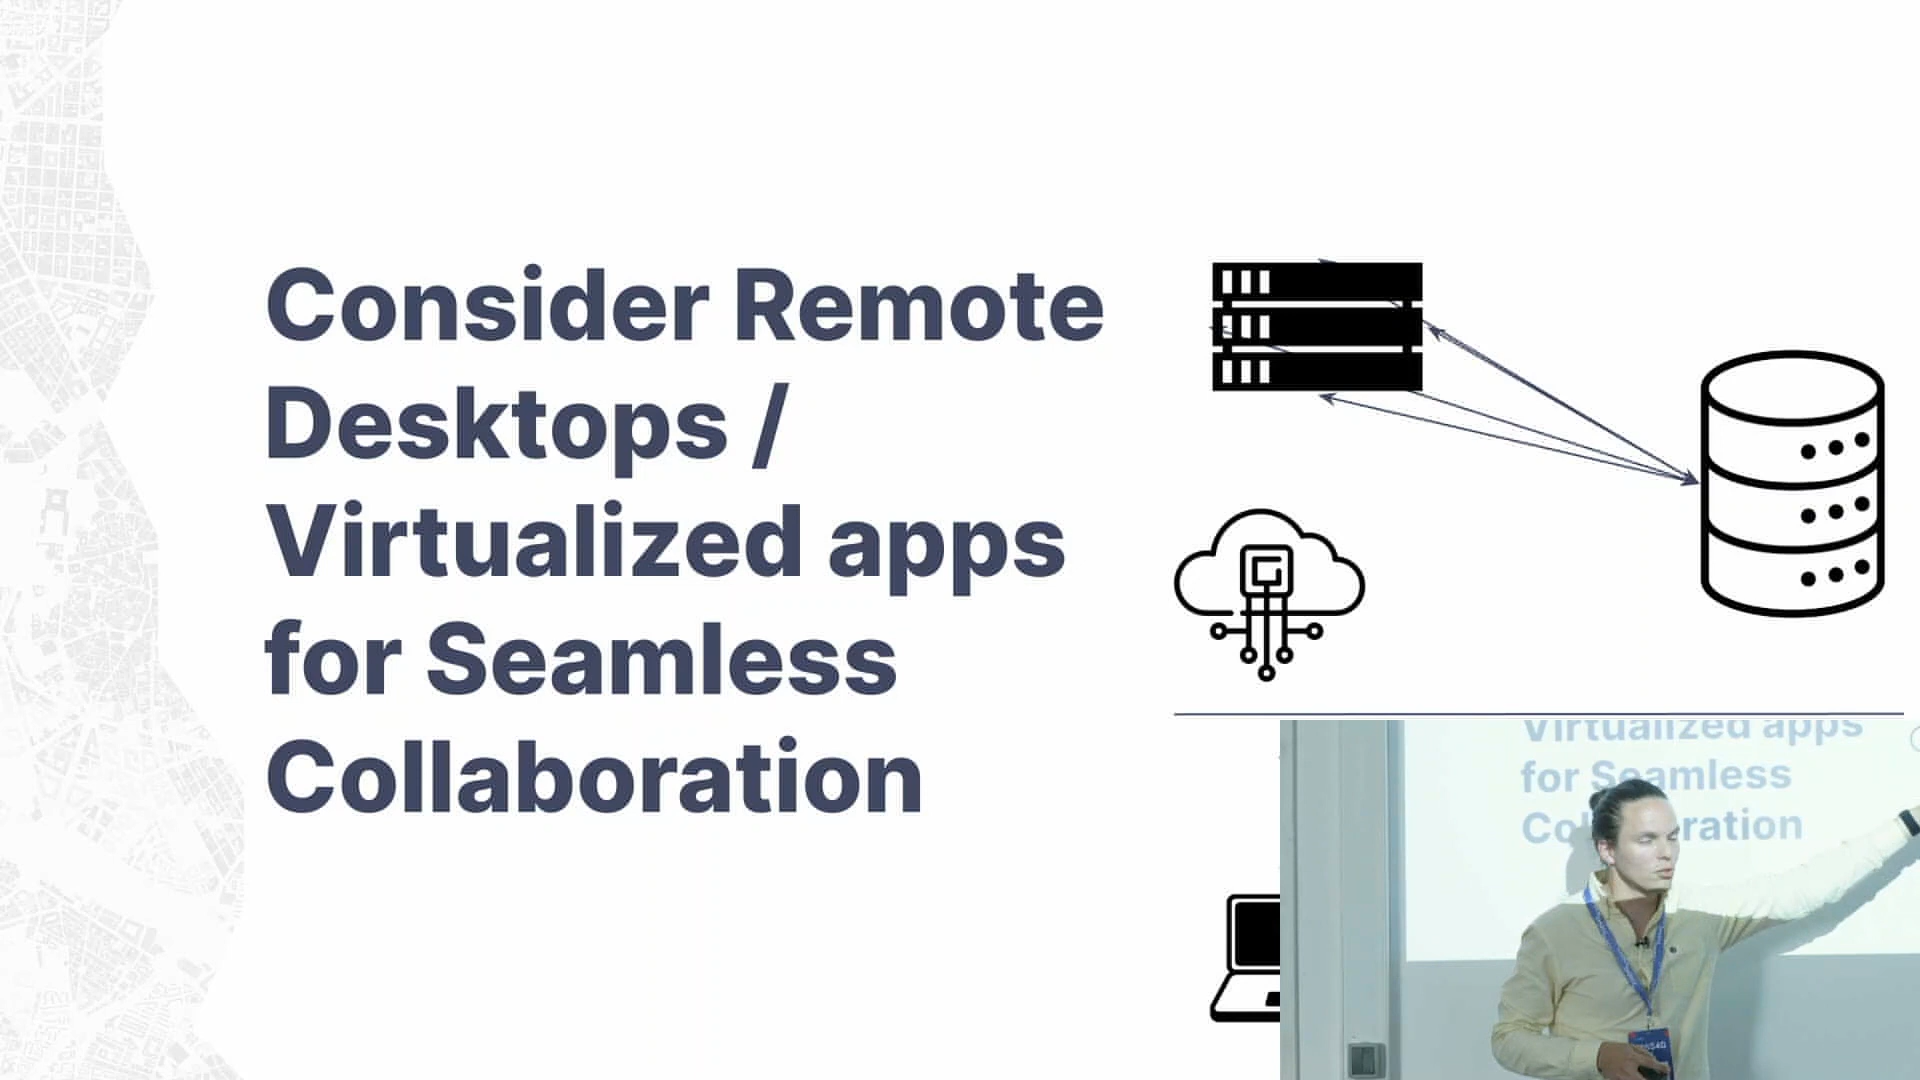 Consider Remote
Desktops /
Virtualized apps
for Seamless
Collaboration
Virtualized apps
for Seamless
Co ration